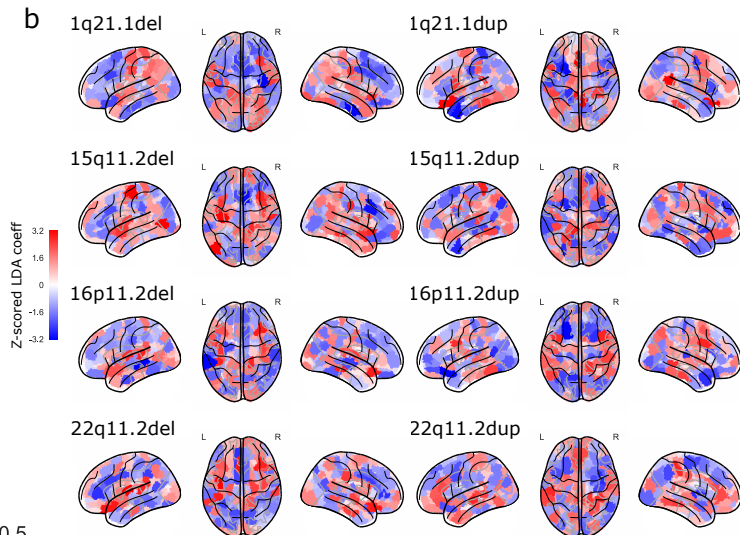 b
1q21.1del
1q21.1dup
L R
L R
15q11.2del
15q11.2dup
L R
L R
Z-scored LDA coeff
3.2
1.6
0
-1.6
-3.2
16p11.2del
16p11.2dup
L R
L R
22q11.2del
22q11.2dup
L R
L R
0.5